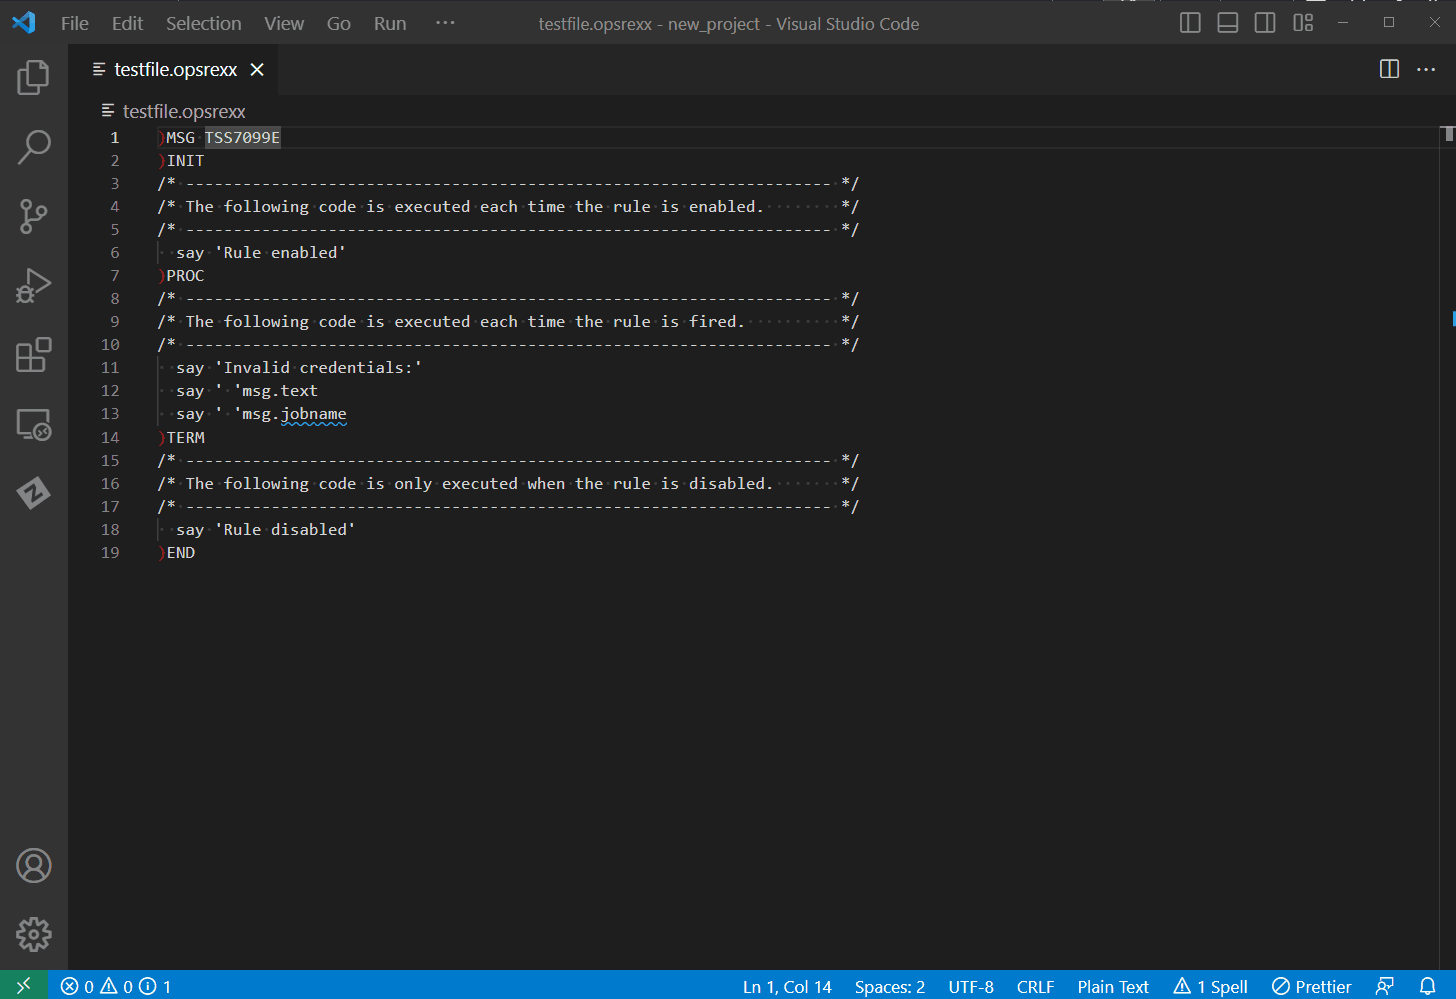 File Edit Selection View Go Run ··· testfile.opsrexx - new_project - Visual Studio Code
testfile.opsrexx
testfile.opsrexx
1 )MSG TSS7099E
2 )INIT
3 /* -------------------------------------------------------------------- */
4 /* The following code is executed each time the rule is enabled. */
5 /* -------------------------------------------------------------------- */
6 say 'Rule enabled'
7 )PROC
8 /* -------------------------------------------------------------------- */
9 /* The following code is executed each time the rule is fired. */
10 /* -------------------------------------------------------------------- */
11 say 'Invalid credentials:'
12 say ' 'msg.text
13 say ' 'msg.jobname
14 )TERM
15 /* -------------------------------------------------------------------- */
16 /* The following code is only executed when the rule is disabled. */
17 /* -------------------------------------------------------------------- */
18 say 'Rule disabled'
19 )END
0 0 1 Ln 1, Col 14 Spaces: 2 UTF-8 CRLF Plain Text 1 Spell Prettier